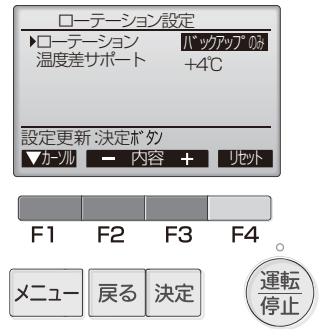 ローテーション設定
▶ローテーション バックアップのみ
温度差サポート +4℃
設定更新:決定ボタン
▼カーソル － 内容 ＋ リセット
F1 F2 F3 F4
メニュー 戻る 決定 運転/停止